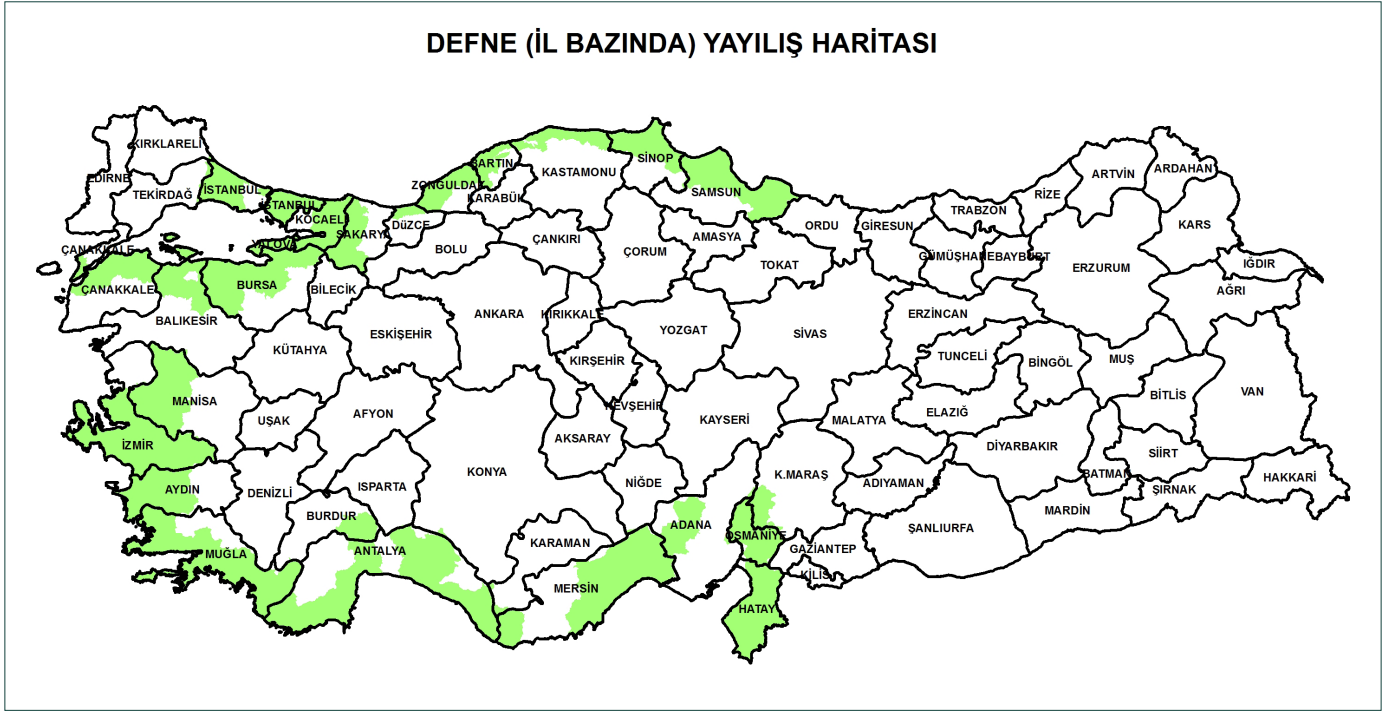 DEFNE (İL BAZINDA) YAYILIŞ HARİTASI
KIRKLARELİ
EDİRNE
TEKİRDAĞ
İSTANBUL
İSTANBUL
KOCAELİ
SAKARYA
YALOVA
DüZCE
ZONGULDAK
BARTIN
KARABÜK
KASTAMONU
SİNOP
SAMSUN
ÇANAKKALE
ÇANAKKALE
BALIKESİR
BURSA
BİLECİK
BOLU
ÇANKIRI
ÇORUM
AMASYA
TOKAT
ORDU
GİRESUN
TRABZON
RİZE
ARTVİN
ARDAHAN
KARS
GÜMÜŞHANE
BAYBURT
ERZURUM
IĞDIR
AĞRI
ERZİNCAN
KÜTAHYA
ESKİŞEHİR
ANKARA
KIRIKKALE
YOZGAT
SİVAS
KIRŞEHİR
TUNCELİ
BİNGÖL
MUŞ
BİTLİS
VAN
MANİSA
UŞAK
AFYON
NEVŞEHİR
KAYSERİ
MALATYA
ELAZIĞ
İZMİR
AKSARAY
DİYARBAKIR
SİİRT
BATMAN
ŞIRNAK
HAKKARİ
AYDIN
DENİZLİ
ISPARTA
KONYA
NİĞDE
K.MARAŞ
ADIYAMAN
MARDİN
BURDUR
ŞANLIURFA
ADANA
OSMANİYE
GAZİANTEP
KİLİS
MUĞLA
ANTALYA
KARAMAN
MERSİN
HATAY